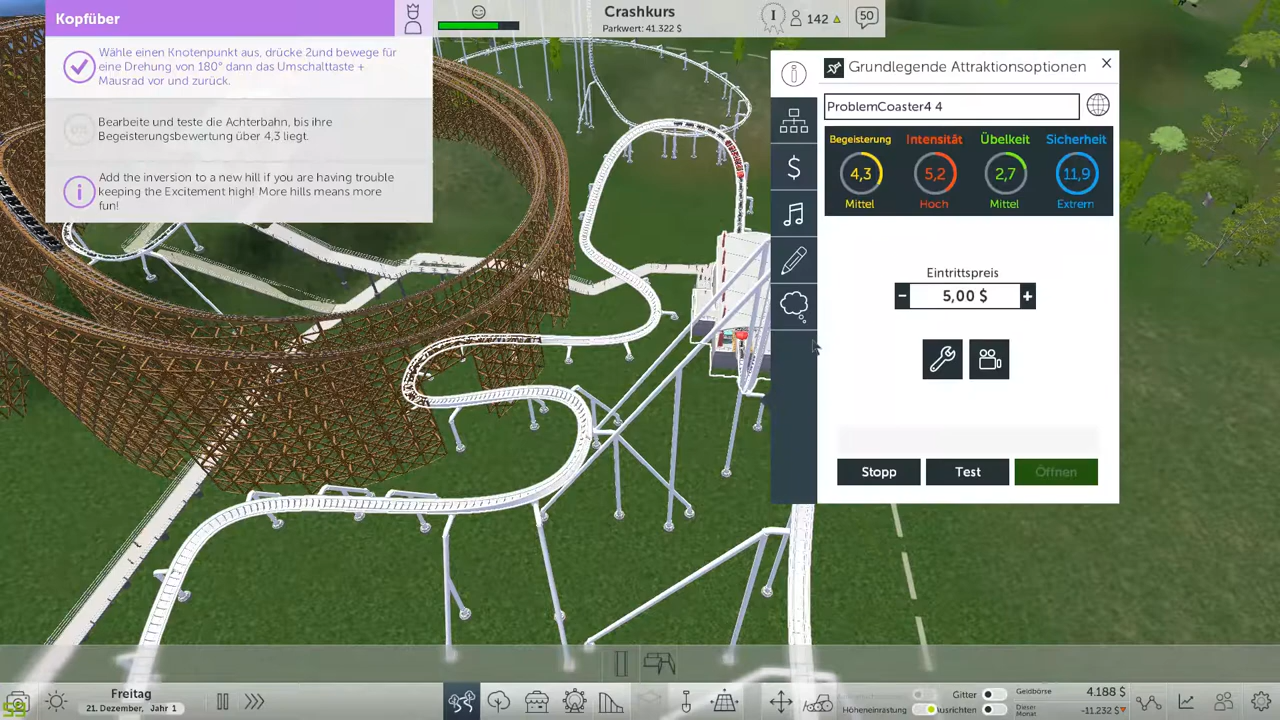 Kopfüber
Wähle einen Knotenpunkt aus, drücke 2und bewege für
eine Drehung von 180° dann das Umschalttaste +
Mausrad vor und zurück.
Bearbeite und teste die Achterbahn, bis ihre
Begeisterungsbewertung über 4,3 liegt.
Add the inversion to a new hill if you are having trouble
keeping the Excitement high! More hills means more
fun!
Crashkurs
Parkwert: 41.322 $
I
142
50
Grundlegende Attraktionsoptionen
ProblemCoaster4 4
Begeisterung Intensität Übelkeit Sicherheit
4,3 5,2 2,7 11,9
Mittel Hoch Mittel Extrem
Eintrittspreis
- 5,00 $ +
Stopp Test Öffnen
59
Freitag
21. Dezember, Jahr 1
Höheneinrastung
Gitter
Ausrichten
Geldbörse 4.188 $
Dieser
Monat -11.232 $